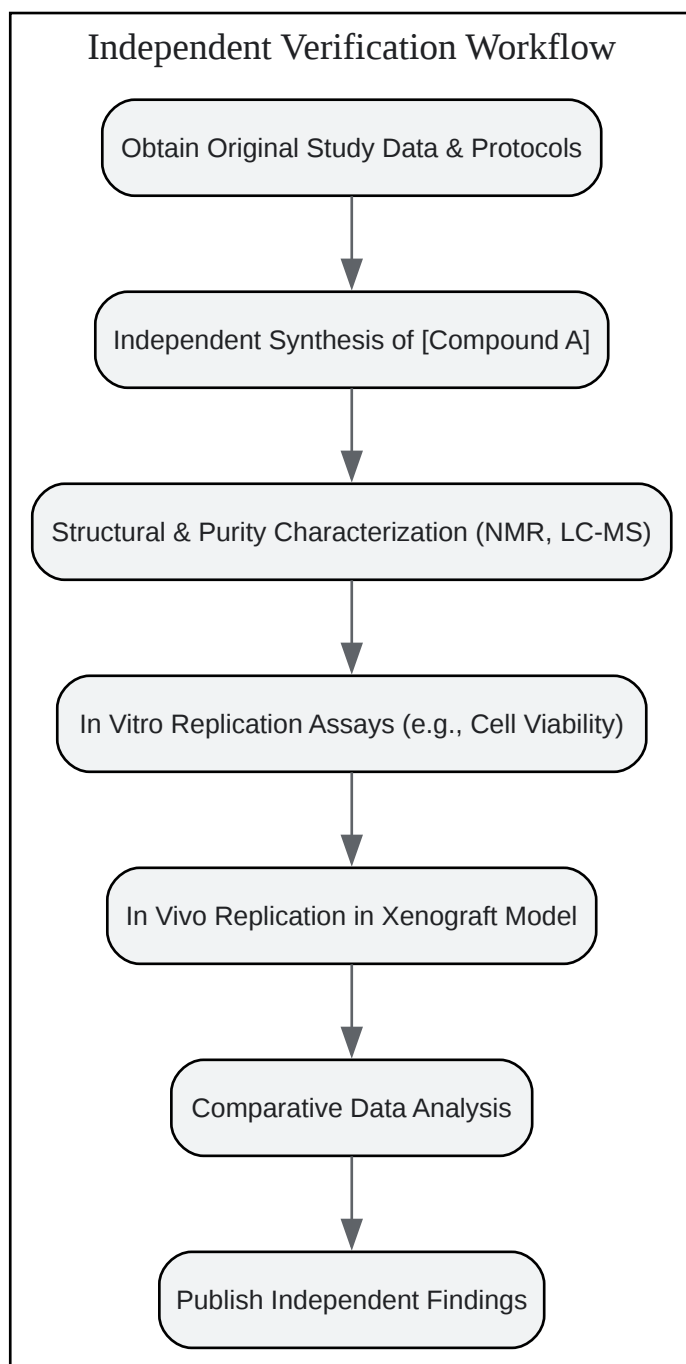 Independent Verification Workflow
Obtain Original Study Data & Protocols
Independent Synthesis of [Compound A]
Structural & Purity Characterization (NMR, LC-MS)
In Vitro Replication Assays (e.g., Cell Viability)
In Vivo Replication in Xenograft Model
Comparative Data Analysis
Publish Independent Findings